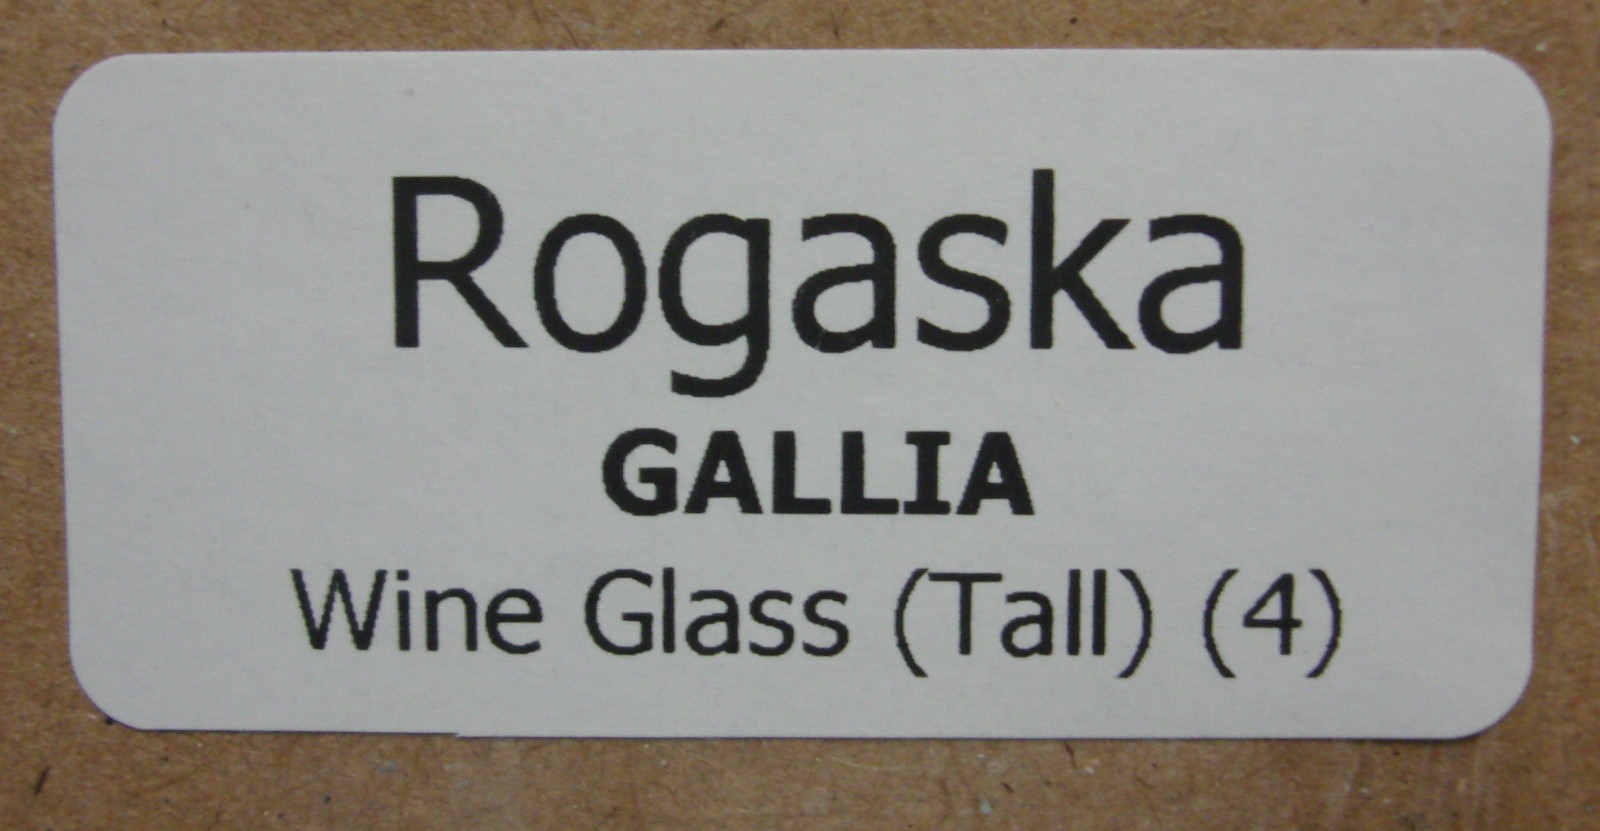 Rogaska
GALLIA
Wine Glass (Tall) (4)